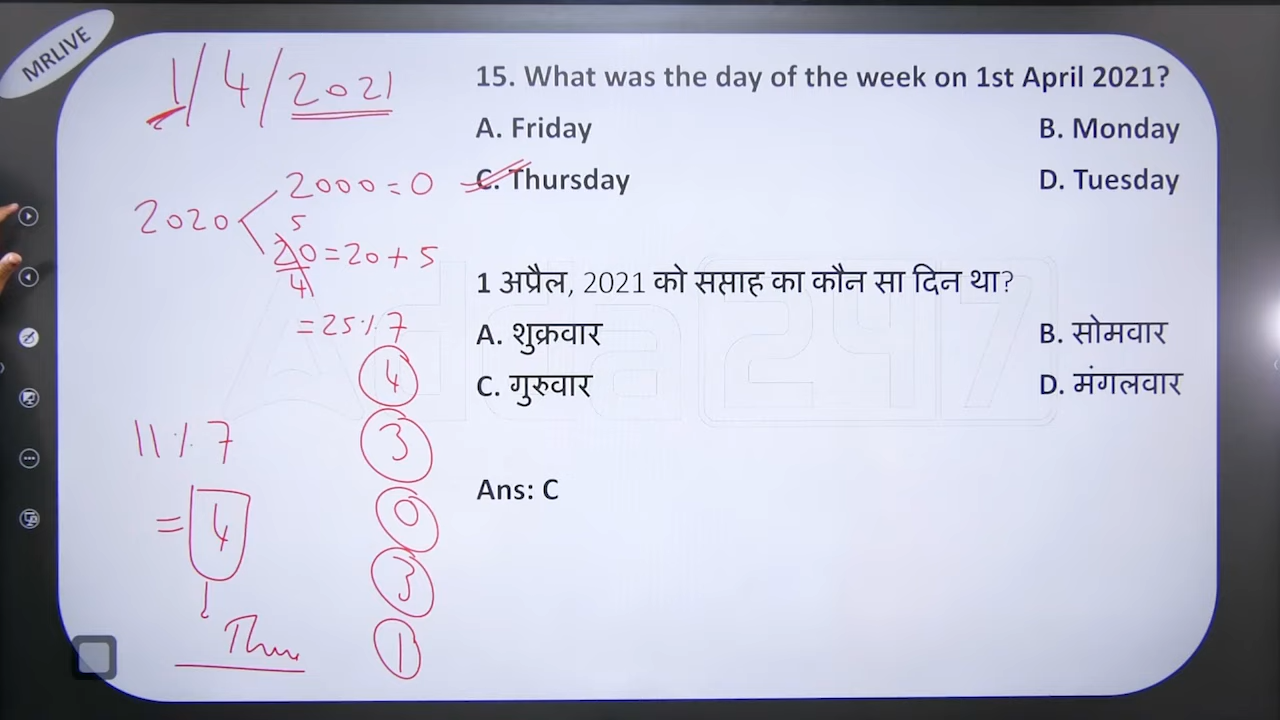 MRLIVE
1/4/2021
2020
2000=0
5
20=20+5
4
=25%7
4
3
0
3
1
11%7
=4
Thu
15. What was the day of the week on 1st April 2021?
A. Friday
B. Monday
C. Thursday
D. Tuesday
1 अप्रैल, 2021 को सप्ताह का कौन सा दिन था?
A. शुक्रवार
B. सोमवार
C. गुरुवार
D. मंगलवार
Adda247
Ans: C